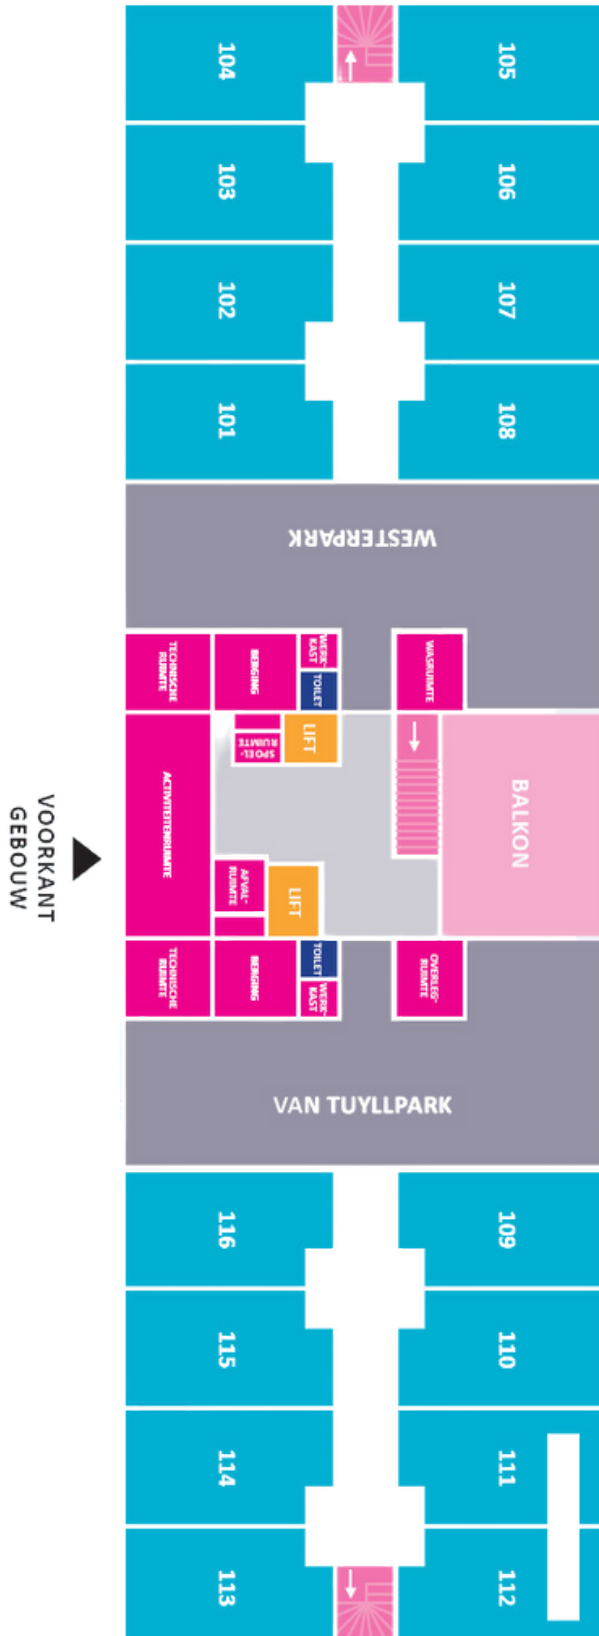 104
105
103
106
102
107
101
108
WESTERPARK
TECHNISCHE
RUIMTE
BERGING
WERK-
KAST
TOILET
WASRUIMTE
SPOEL-
RUIMTE
LIFT
ACTIVITEITENRUIMTE
BALKON
VOORKANT
GEBOUW
AFVAL-
RUIMTE
LIFT
TECHNISCHE
RUIMTE
BERGING
TOILET
WERK-
KAST
OVERLEG-
RUIMTE
VAN TUYLLPARK
116
109
115
110
114
111
113
112